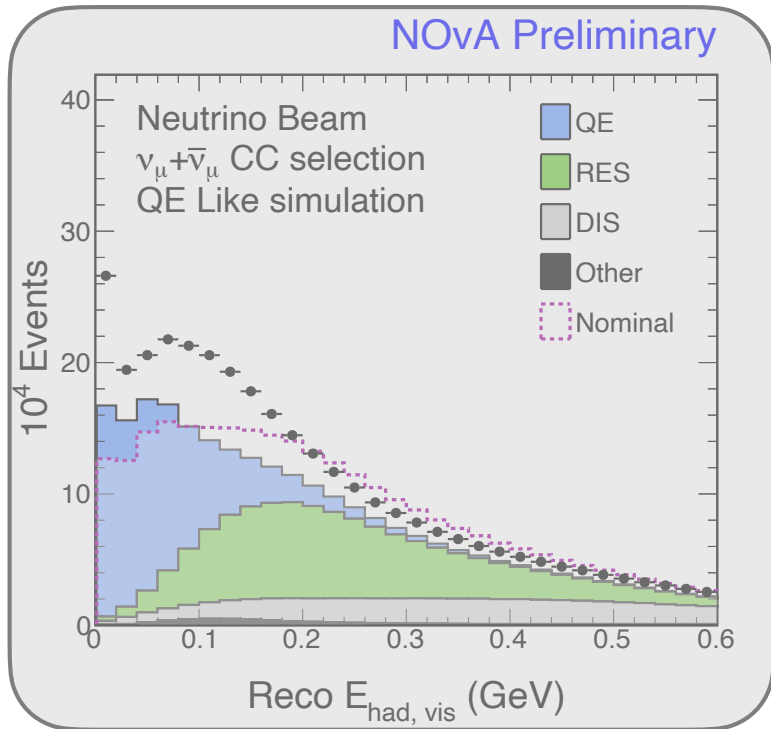 NOvA Preliminary
40
30
20
10
0
10⁴ Events
Neutrino Beam
νμ+ν̅μ CC selection
QE Like simulation
QE
RES
DIS
Other
Nominal
0 0.1 0.2 0.3 0.4 0.5 0.6
Reco E_had, vis (GeV)